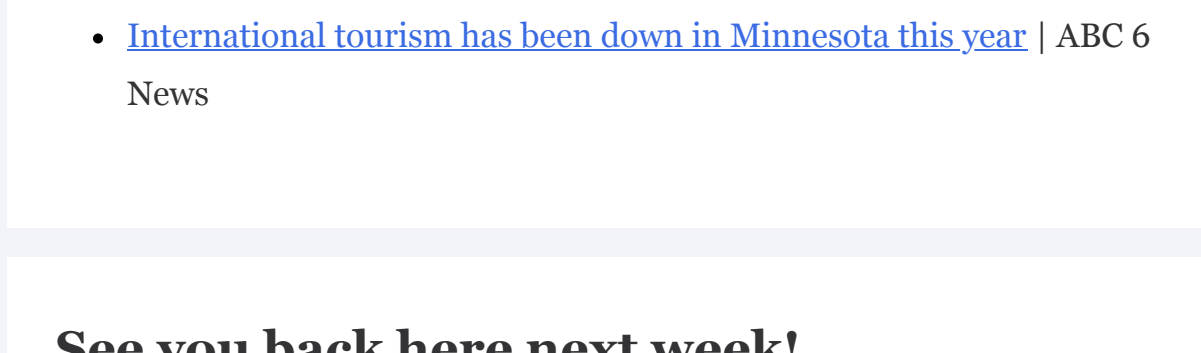 International tourism has been down in Minnesota this year | ABC 6
News
See you back here next week!